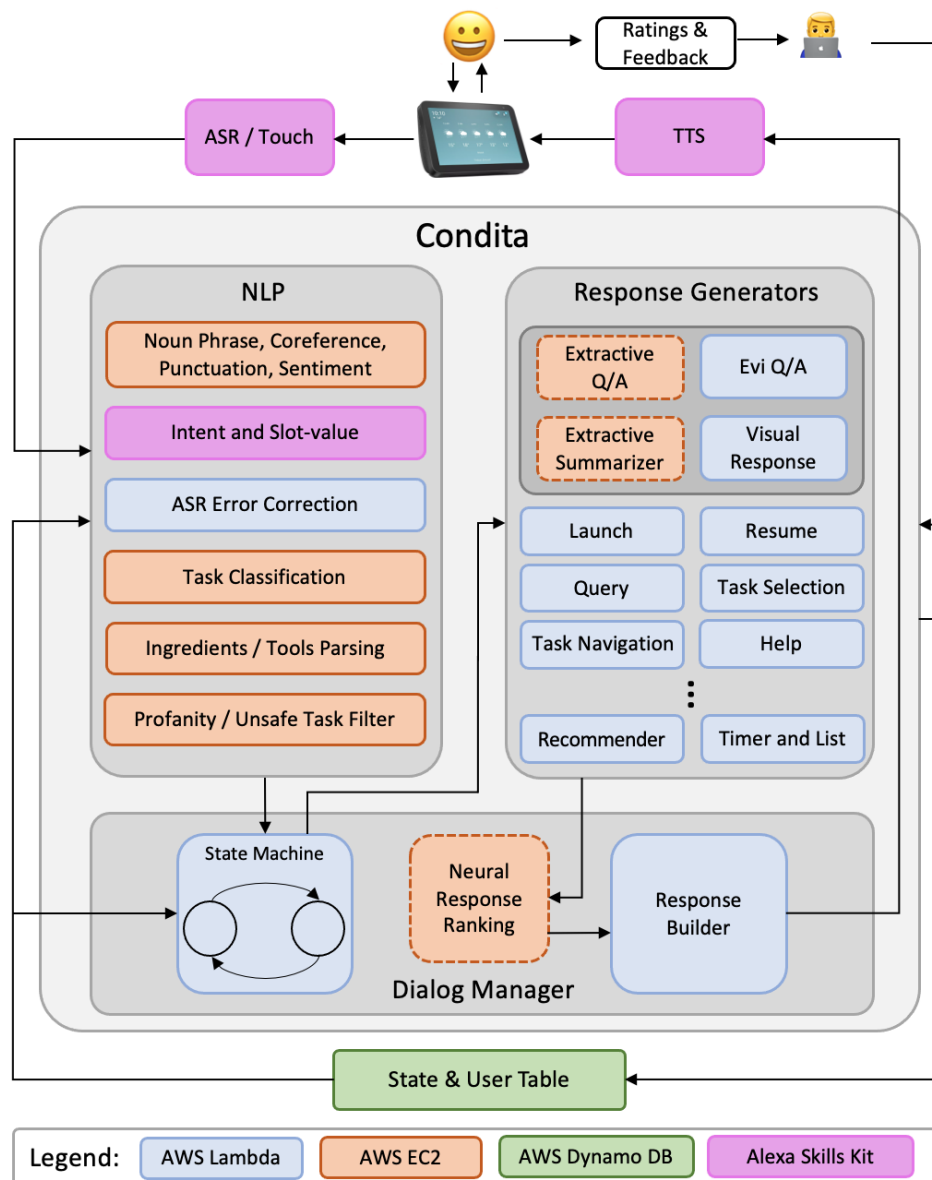 Ratings &
Feedback
ASR / Touch
TTS
Condita
NLP
Noun Phrase, Coreference,
Punctuation, Sentiment
Intent and Slot-value
ASR Error Correction
Task Classification
Ingredients / Tools Parsing
Profanity / Unsafe Task Filter
Response Generators
Extractive
Q/A
Evi Q/A
Extractive
Summarizer
Visual
Response
Launch
Resume
Query
Task Selection
Task Navigation
Help
Recommender
Timer and List
State Machine
Neural
Response
Ranking
Response
Builder
Dialog Manager
State & User Table
Legend:
AWS Lambda
AWS EC2
AWS Dynamo DB
Alexa Skills Kit